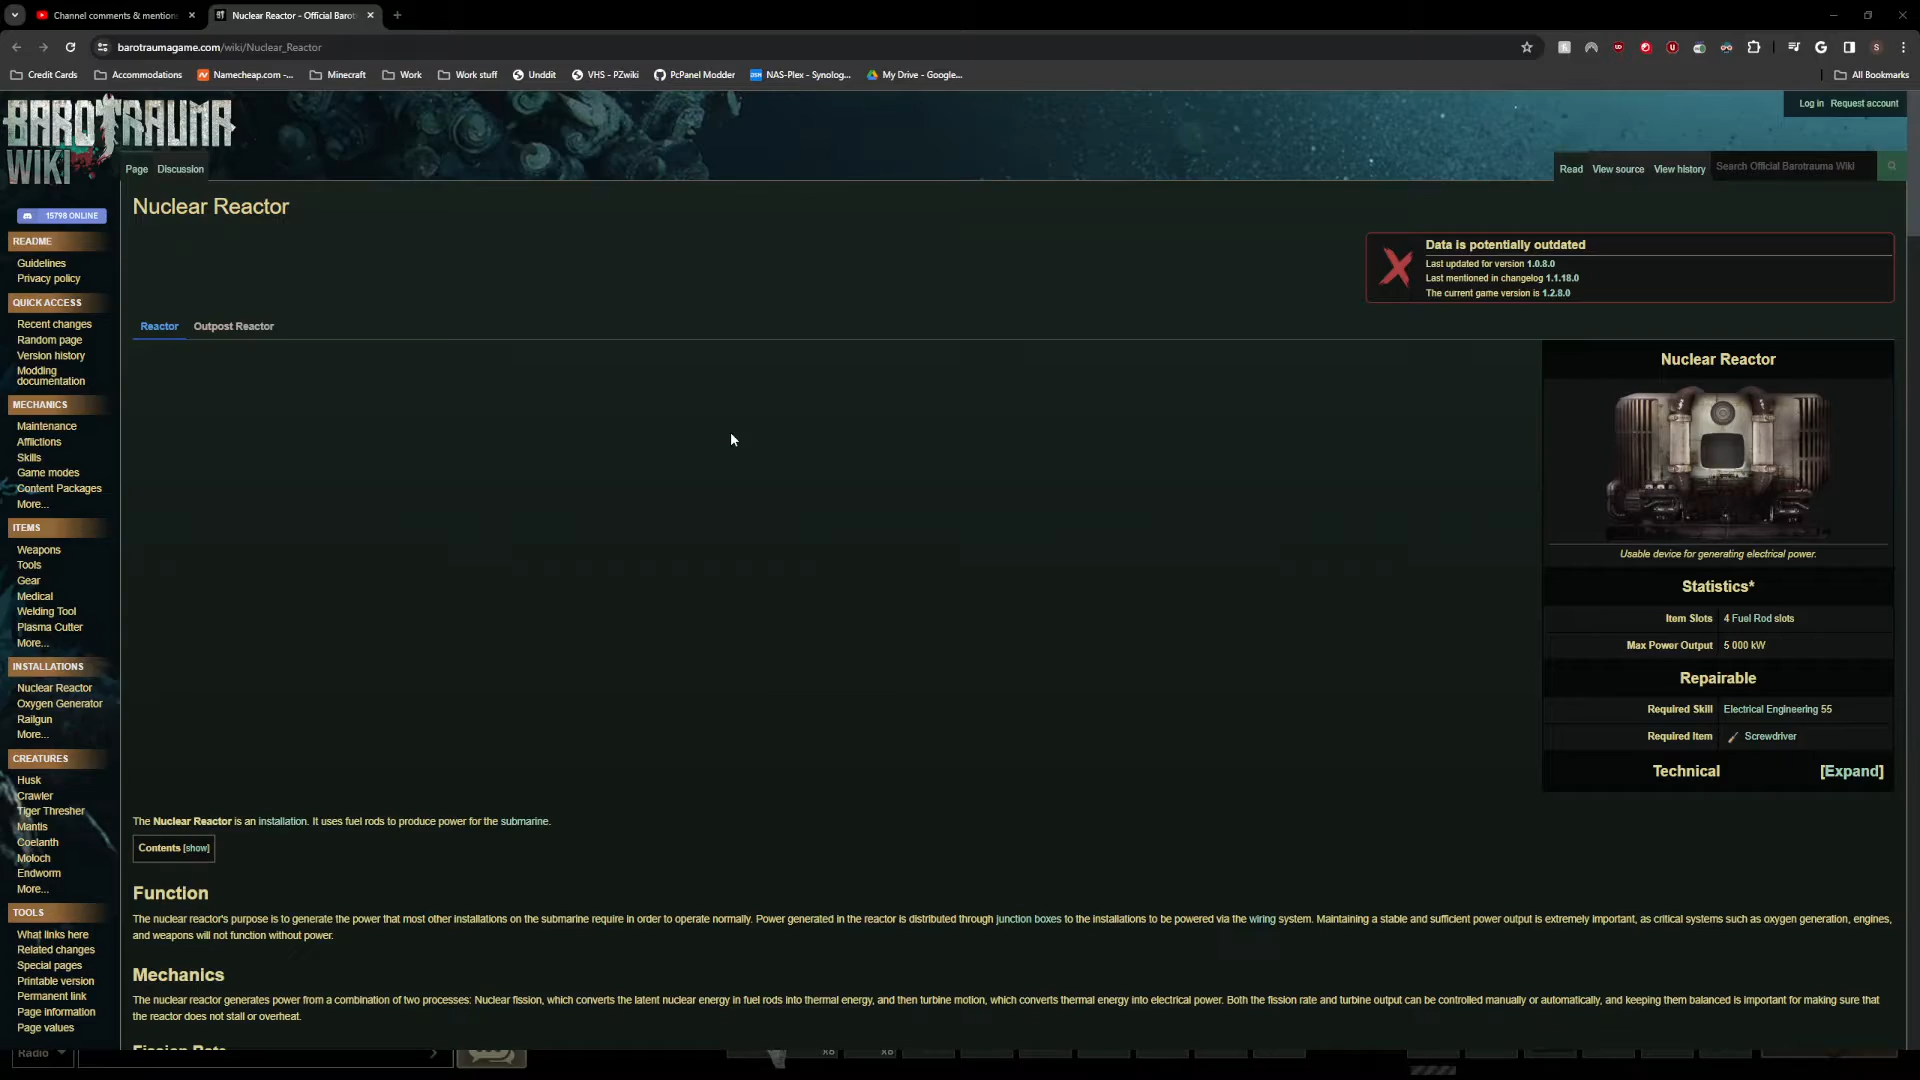 Channel comments & mention
Nuclear Reactor - Official Barot
barotraumagame.com/wiki/Nuclear_Reactor
S
Credit Cards
Accommodations
Namecheap.com -...
Minecraft
Work
Work stuff
Unddit
VHS - PZwiki
PcPanel Modder
NAS-Plex - Synolog...
My Drive - Google...
All Bookmarks
BAROTRAUMA
WIKI
Log in Request account
Page Discussion
Read View source View history
Search Official Barotrauma Wiki
15798 ONLINE
README
Guidelines
Privacy policy
QUICK ACCESS
Recent changes
Random page
Version history
Modding
documentation
MECHANICS
Maintenance
Afflictions
Skills
Game modes
Content Packages
More...
ITEMS
Weapons
Tools
Gear
Medical
Welding Tool
Plasma Cutter
More...
INSTALLATIONS
Nuclear Reactor
Oxygen Generator
Railgun
More...
CREATURES
Husk
Crawler
Tiger Thresher
Mantis
Coelanth
Moloch
Endworm
More...
TOOLS
What links here
Related changes
Special pages
Printable version
Permanent link
Page information
Page values
Nuclear Reactor
Data is potentially outdated
Last updated for version 1.0.8.0
Last mentioned in changelog 1.1.18.0
The current game version is 1.2.8.0
Reactor Outpost Reactor
Nuclear Reactor
Usable device for generating electrical power.
Statistics*
Item Slots 4 Fuel Rod slots
Max Power Output 5 000 kW
Repairable
Required Skill Electrical Engineering 55
Required Item Screwdriver
Technical [Expand]
The Nuclear Reactor is an installation. It uses fuel rods to produce power for the submarine.
Contents [show]
Function
The nuclear reactor's purpose is to generate the power that most other installations on the submarine require in order to operate normally. Power generated in the reactor is distributed through junction boxes to the installations to be powered via the wiring system. Maintaining a stable and sufficient power output is extremely important, as critical systems such as oxygen generation, engines,
and weapons will not function without power.
Mechanics
The nuclear reactor generates power from a combination of two processes: Nuclear fission, which converts the latent nuclear energy in fuel rods into thermal energy, and then turbine motion, which converts thermal energy into electrical power. Both the fission rate and turbine output can be controlled manually or automatically, and keeping them balanced is important for making sure that
the reactor does not stall or overheat.
Fission Rate
Radio
x8
x8